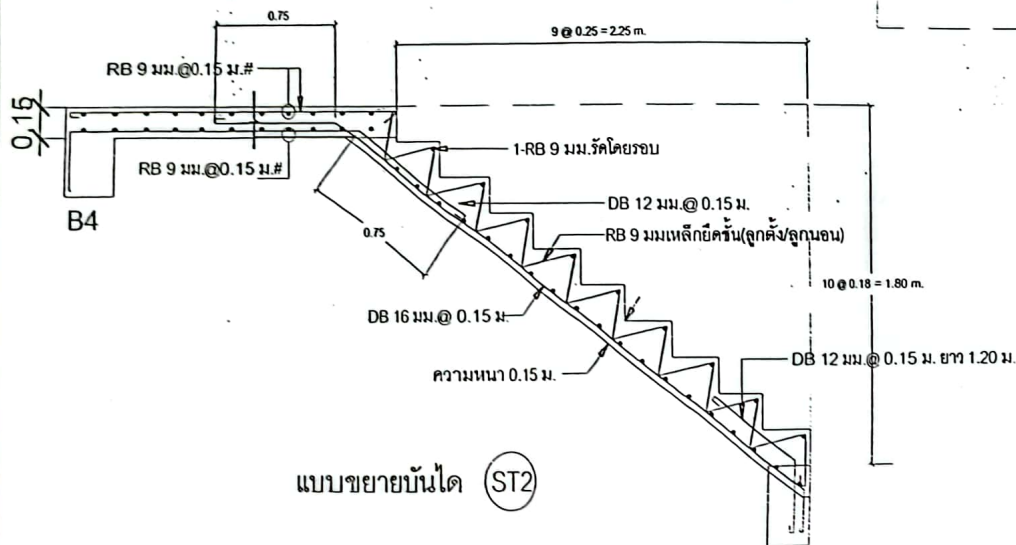 0.75
9 @ 0.25 = 2.25 m.
RB 9 มม.@0.15 ม.#
0.15
1-RB 9 มม.รัดโดยรอบ
RB 9 มม.@0.15 ม.#
DB 12 มม.@ 0.15 ม.
B4
0.75
RB 9 มมเหล็กยึดขั้น(ลูกตั้ง/ลูกนอน)
10 @ 0.18 = 1.80 m.
DB 16 มม.@ 0.15 ม.
DB 12 มม.@ 0.15 ม. ยาว 1.20 ม.
ความหนา 0.15 ม.
แบบขยายบันได ST2